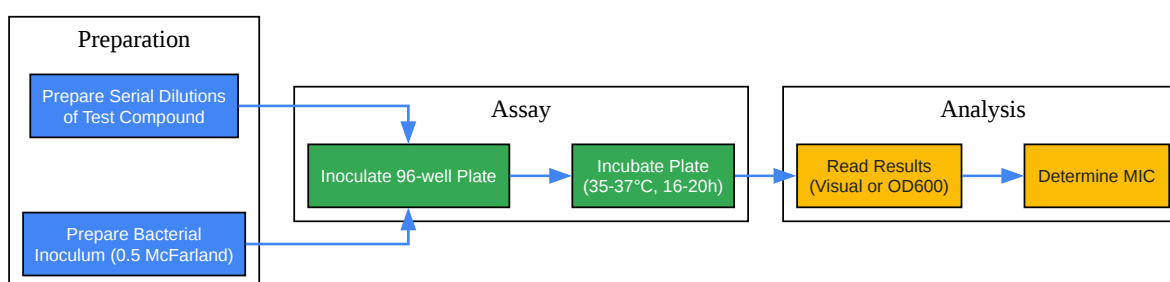 Preparation
Prepare Serial Dilutions
of Test Compound
Prepare Bacterial
Inoculum (0.5 McFarland)
Assay
Inoculate 96-well Plate
Incubate Plate
(35-37°C, 16-20h)
Analysis
Read Results
(Visual or OD600)
Determine MIC